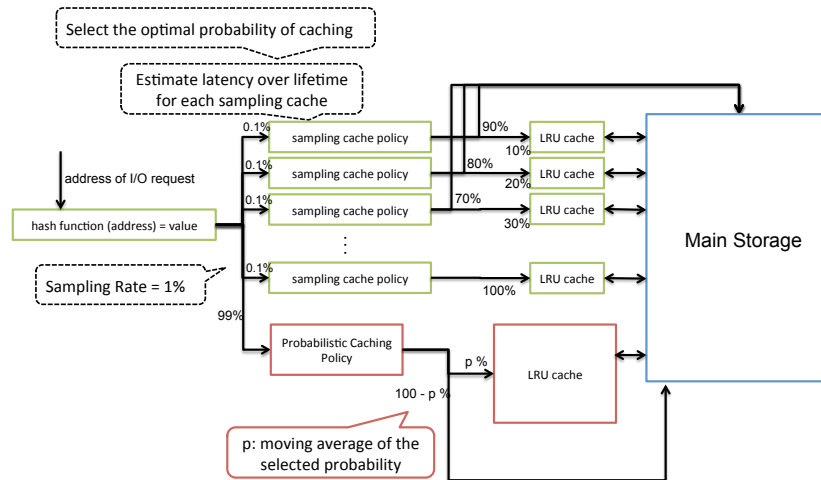 Select the optimal probability of caching
Estimate latency over lifetime
for each sampling cache
0.1%
sampling cache policy
90%
10%
LRU cache
0.1%
sampling cache policy
80%
20%
LRU cache
address of I/O request
0.1%
sampling cache policy
70%
30%
LRU cache
hash function (address) = value
Main Storage
Sampling Rate = 1%
0.1%
sampling cache policy
100%
LRU cache
99%
Probabilistic Caching
Policy
p %
LRU cache
100 - p %
p: moving average of the
selected probability